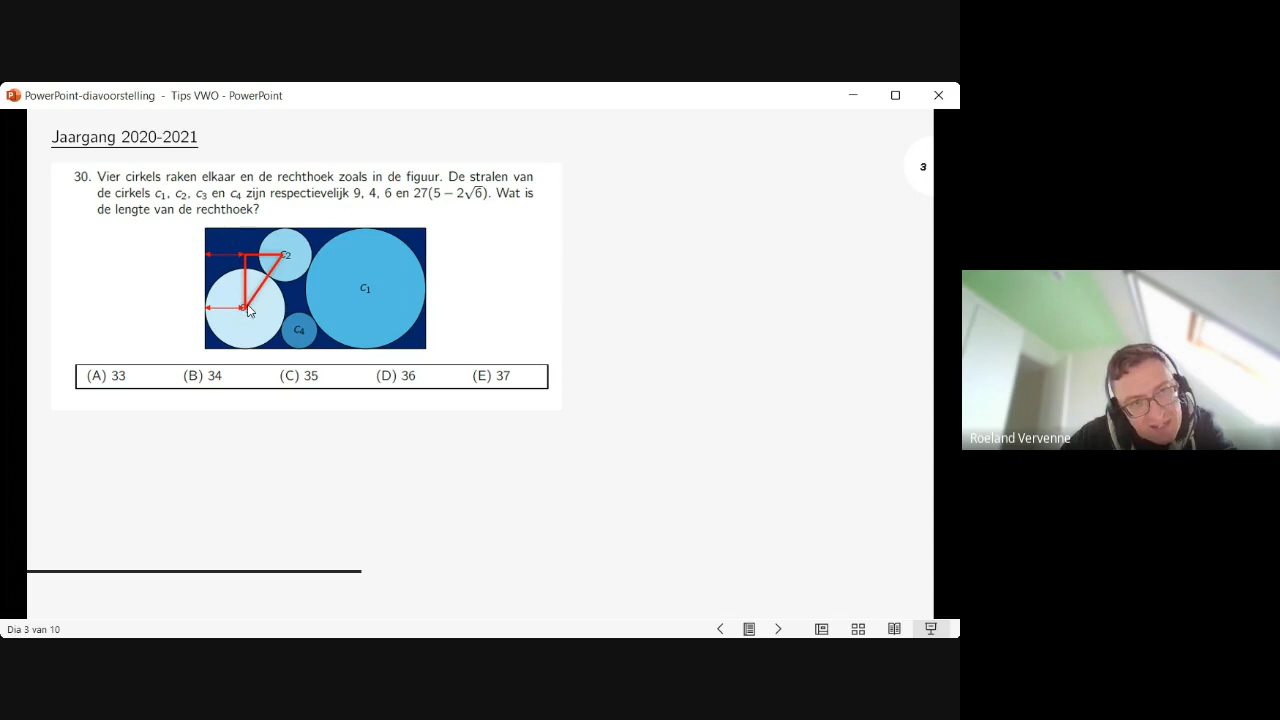 PowerPoint-diavoorstelling - Tips VWO - PowerPoint
Jaargang 2020-2021
3
30. Vier cirkels raken elkaar en de rechthoek zoals in de figuur. De stralen van
de cirkels c₁, c₂, c₃ en c₄ zijn respectievelijk 9, 4, 6 en 27(5 − 2√6). Wat is
de lengte van de rechthoek?
c₂
c₁
c₄
(A) 33 (B) 34 (C) 35 (D) 36 (E) 37
Roeland Vervenne
Dia 3 van 10